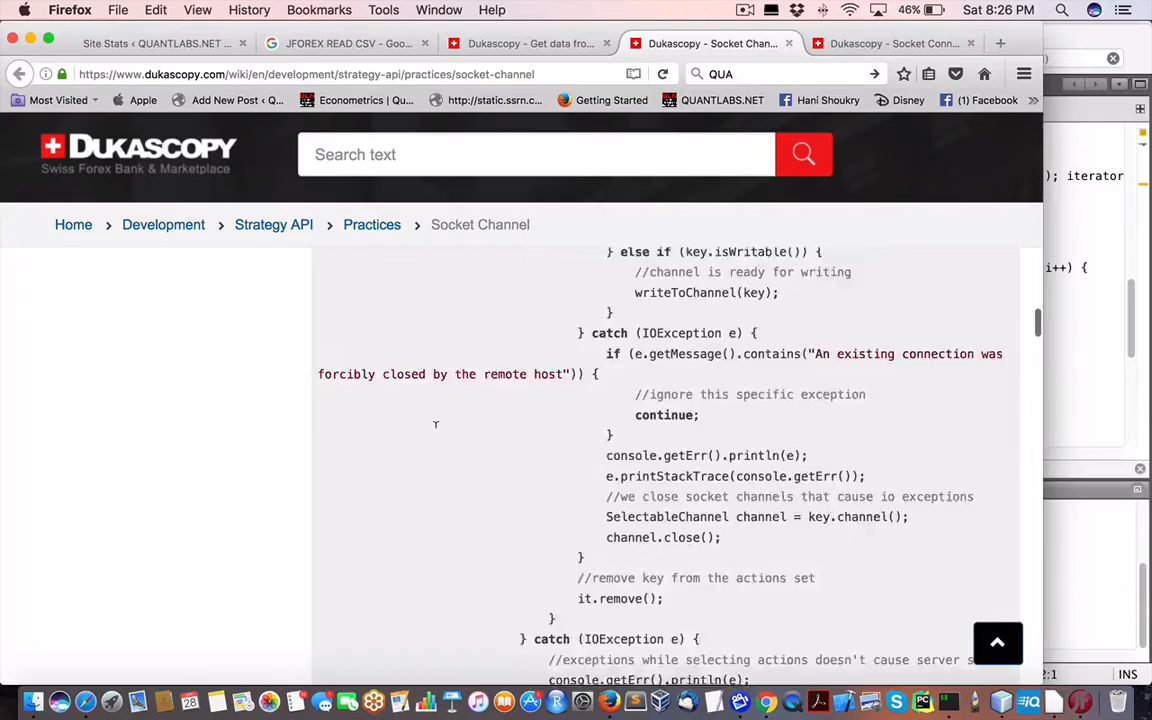 Firefox File Edit View History Bookmarks Tools Window Help 46% Sat 8:26 PM
Site Stats ‹ QUANTLABS.NET ... × JFOREX READ CSV - Goo... × Dukascopy - Get data from... × Dukascopy - Socket Chan... × Dukascopy - Socket Conn... × +
https://www.dukascopy.com/wiki/en/development/strategy-api/practices/socket-channel QUA
Most Visited Apple Add New Post ‹ Q... Econometrics | Qu... http://static.ssrn.c... Getting Started QUANTLABS.NET Hani Shoukry Disney (1) Facebook »
DUKASCOPY
Swiss Forex Bank & Marketplace
Search text
); iterator
Home › Development › Strategy API › Practices › Socket Channel
} else if (key.isWritable()) {
i++) {
//channel is ready for writing
writeToChannel(key);
}
} catch (IOException e) {
if (e.getMessage().contains("An existing connection was
forcibly closed by the remote host")) {
//ignore this specific exception
continue;
}
console.getErr().println(e);
e.printStackTrace(console.getErr());
//we close socket channels that cause io exceptions
SelectableChannel channel = key.channel();
channel.close();
}
//remove key from the actions set
it.remove();
}
} catch (IOException e) {
//exceptions while selecting actions doesn't cause server s
console.getErr().println(e);
2:1 INS